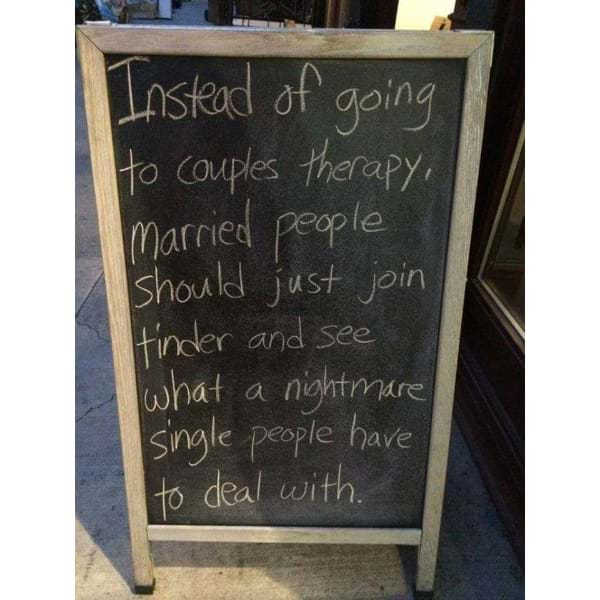 Instead of going
to couples therapy,
married people
should just join
tinder and see
what a nightmare
single people have
to deal with.